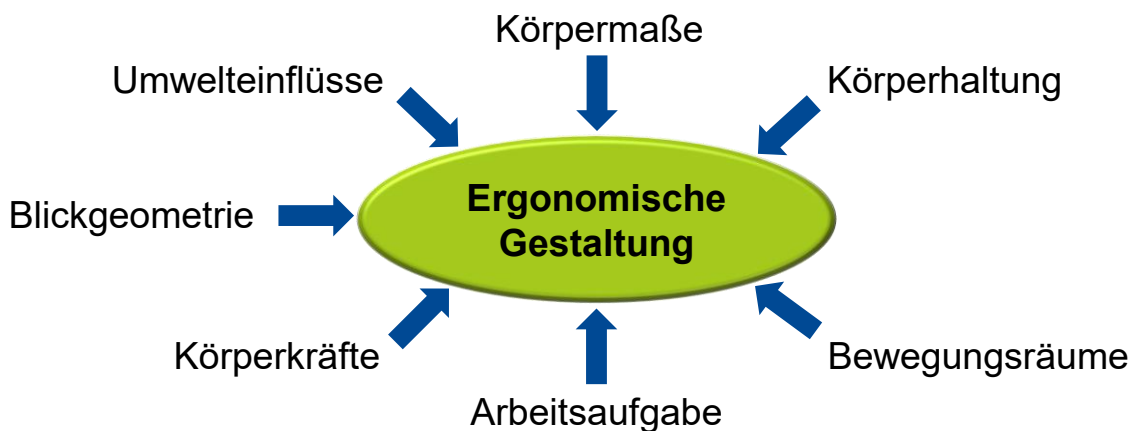 Körpermaße
Umwelteinflüsse
Körperhaltung
Blickgeometrie
Ergonomische
Gestaltung
Körperkräfte
Bewegungsräume
Arbeitsaufgabe